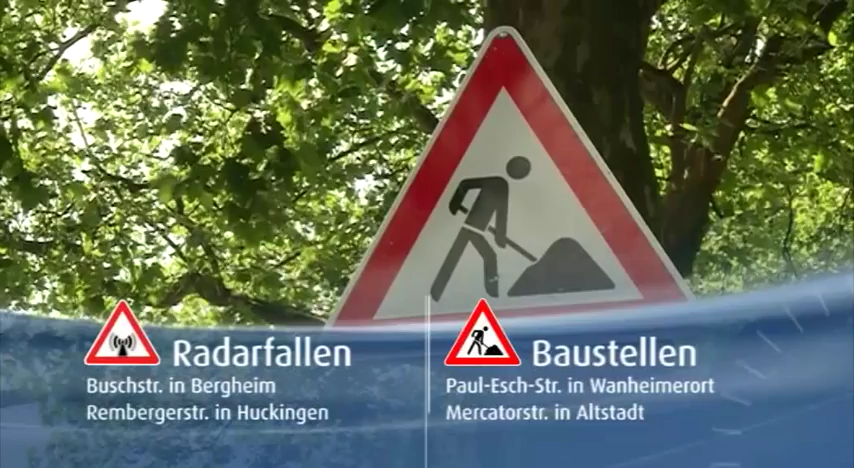 Radarfallen
Buschstr. in Bergheim
Rembergerstr. in Huckingen
Baustellen
Paul-Esch-Str. in Wanheimerort
Mercatorstr. in Altstadt